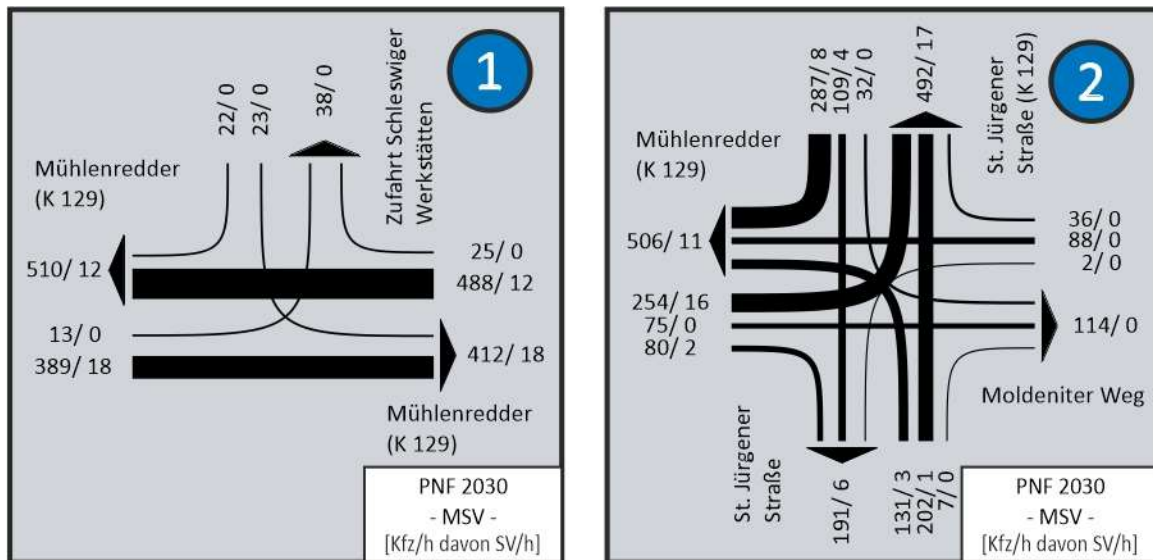 1
22/ 0
23/ 0
38/ 0
Zufahrt Schleswiger
Werkstätten
Mühlenredder
(K 129)
510/ 12
25/ 0
488/ 12
13/ 0
389/ 18
412/ 18
Mühlenredder
(K 129)
PNF 2030
- MSV -
[Kfz/h davon SV/h]
2
287/ 8
109/ 4
32/ 0
492/ 17
St. Jürgener
Straße (K 129)
Mühlenredder
(K 129)
506/ 11
36/ 0
88/ 0
2/ 0
254/ 16
75/ 0
80/ 2
114/ 0
Moldeniter Weg
St. Jürgener
Straße
191/ 6
131/ 3
202/ 1
7/ 0
PNF 2030
- MSV -
[Kfz/h davon SV/h]